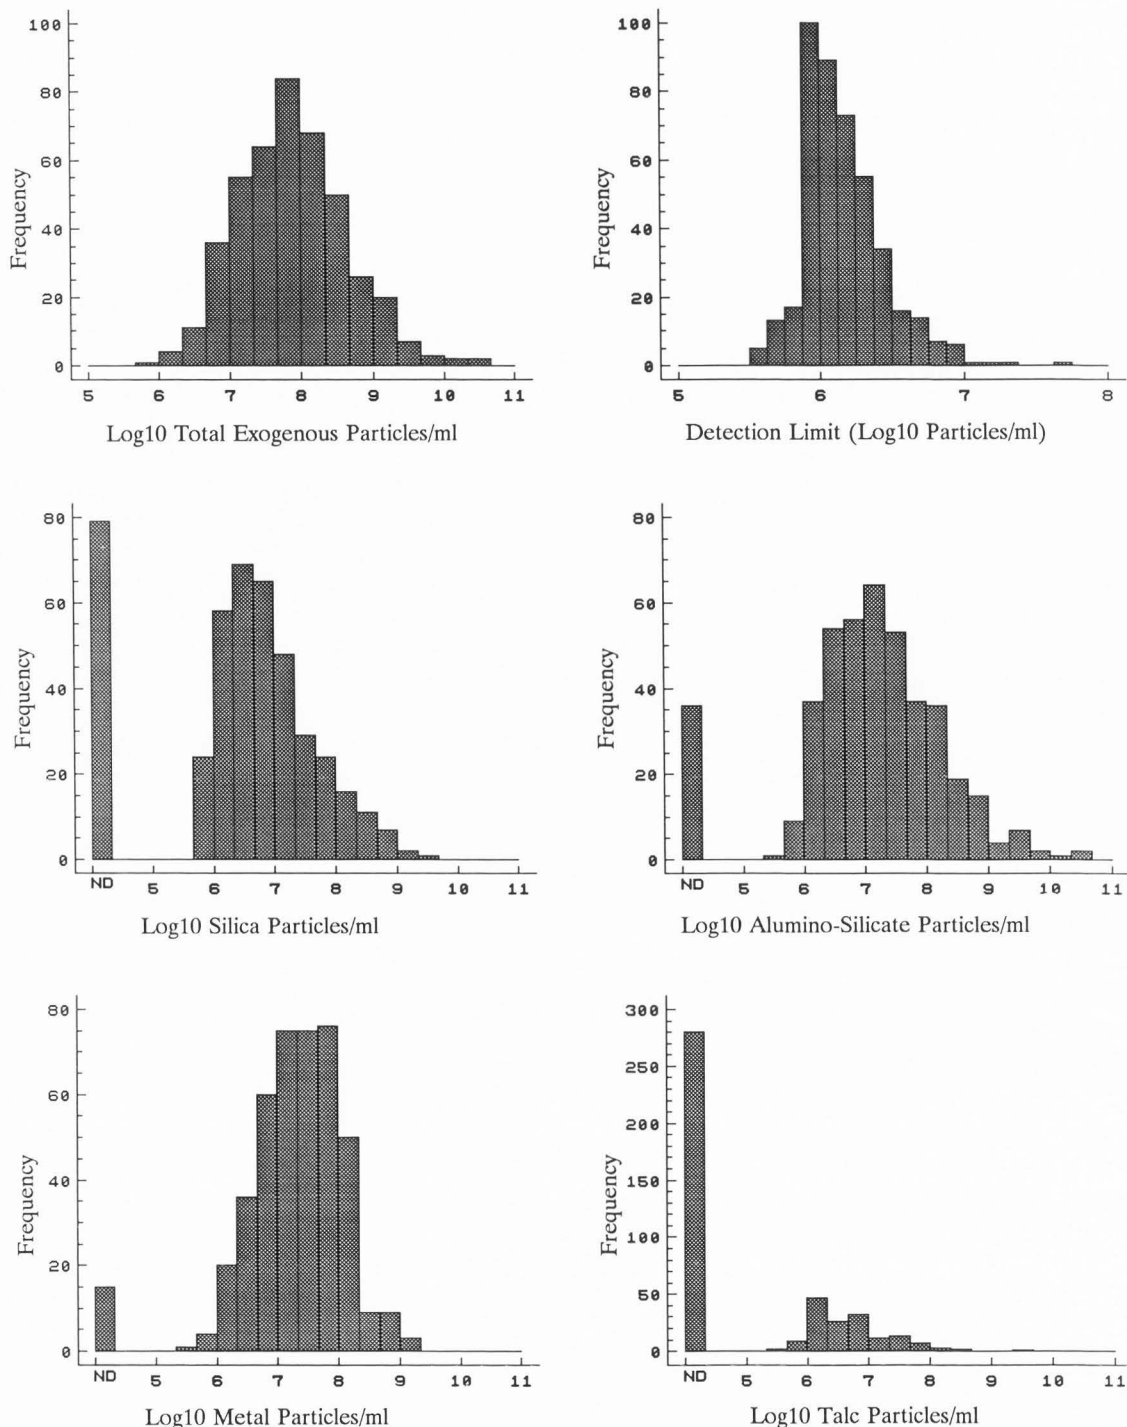 100
80
60
40
20
0
Frequency
5 6 7 8 9 10 11
Log10 Total Exogenous Particles/ml
100
80
60
40
20
0
Frequency
5 6 7 8
Detection Limit (Log10 Particles/ml)
80
60
40
20
0
Frequency
ND 5 6 7 8 9 10 11
Log10 Silica Particles/ml
80
60
40
20
0
Frequency
ND 5 6 7 8 9 10 11
Log10 Alumino-Silicate Particles/ml
80
60
40
20
0
Frequency
ND 5 6 7 8 9 10 11
Log10 Metal Particles/ml
300
250
200
150
100
50
0
Frequency
ND 5 6 7 8 9 10 11
Log10 Talc Particles/ml